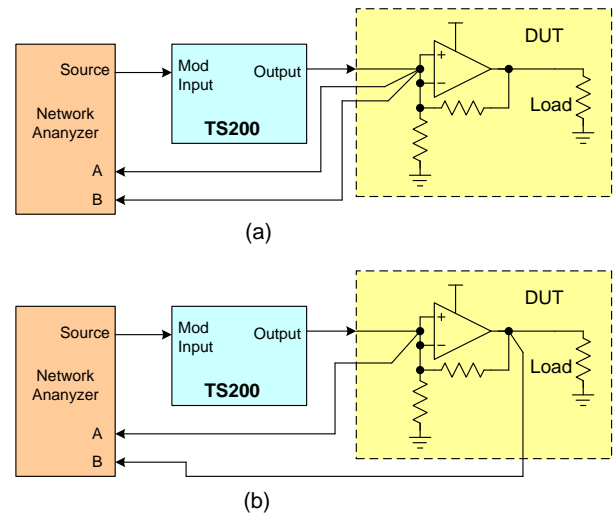 DUT
Source
Mod
Input
Output
Network
Ananyzer
TS200
Load
A
B
+
−
(a)
DUT
Source
Mod
Input
Output
Network
Ananyzer
TS200
Load
A
B
+
−
(b)